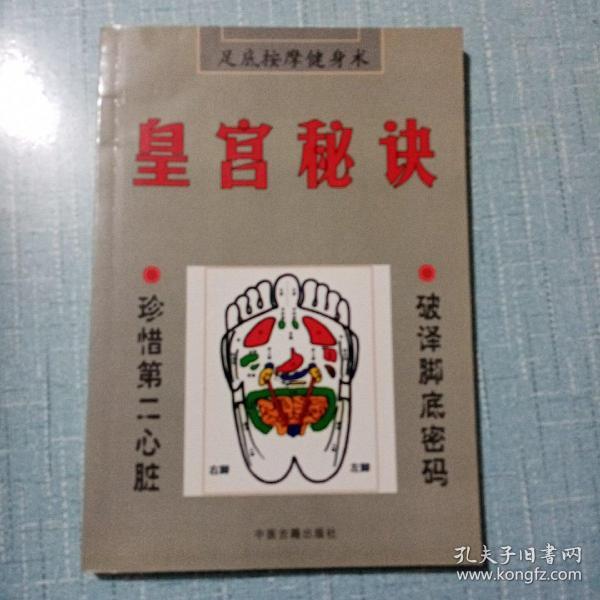 足底按摩健身术
皇宫秘诀
破泽脚底密码
珍惜第二心脏
右脚
左脚
中医古籍出版社
孔夫子旧书网
www.kongfz.com